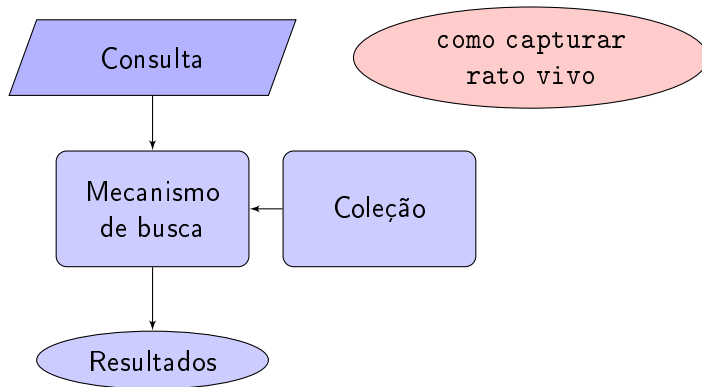 Consulta
como capturar
rato vivo
Mecanismo
de busca
Coleção
Resultados